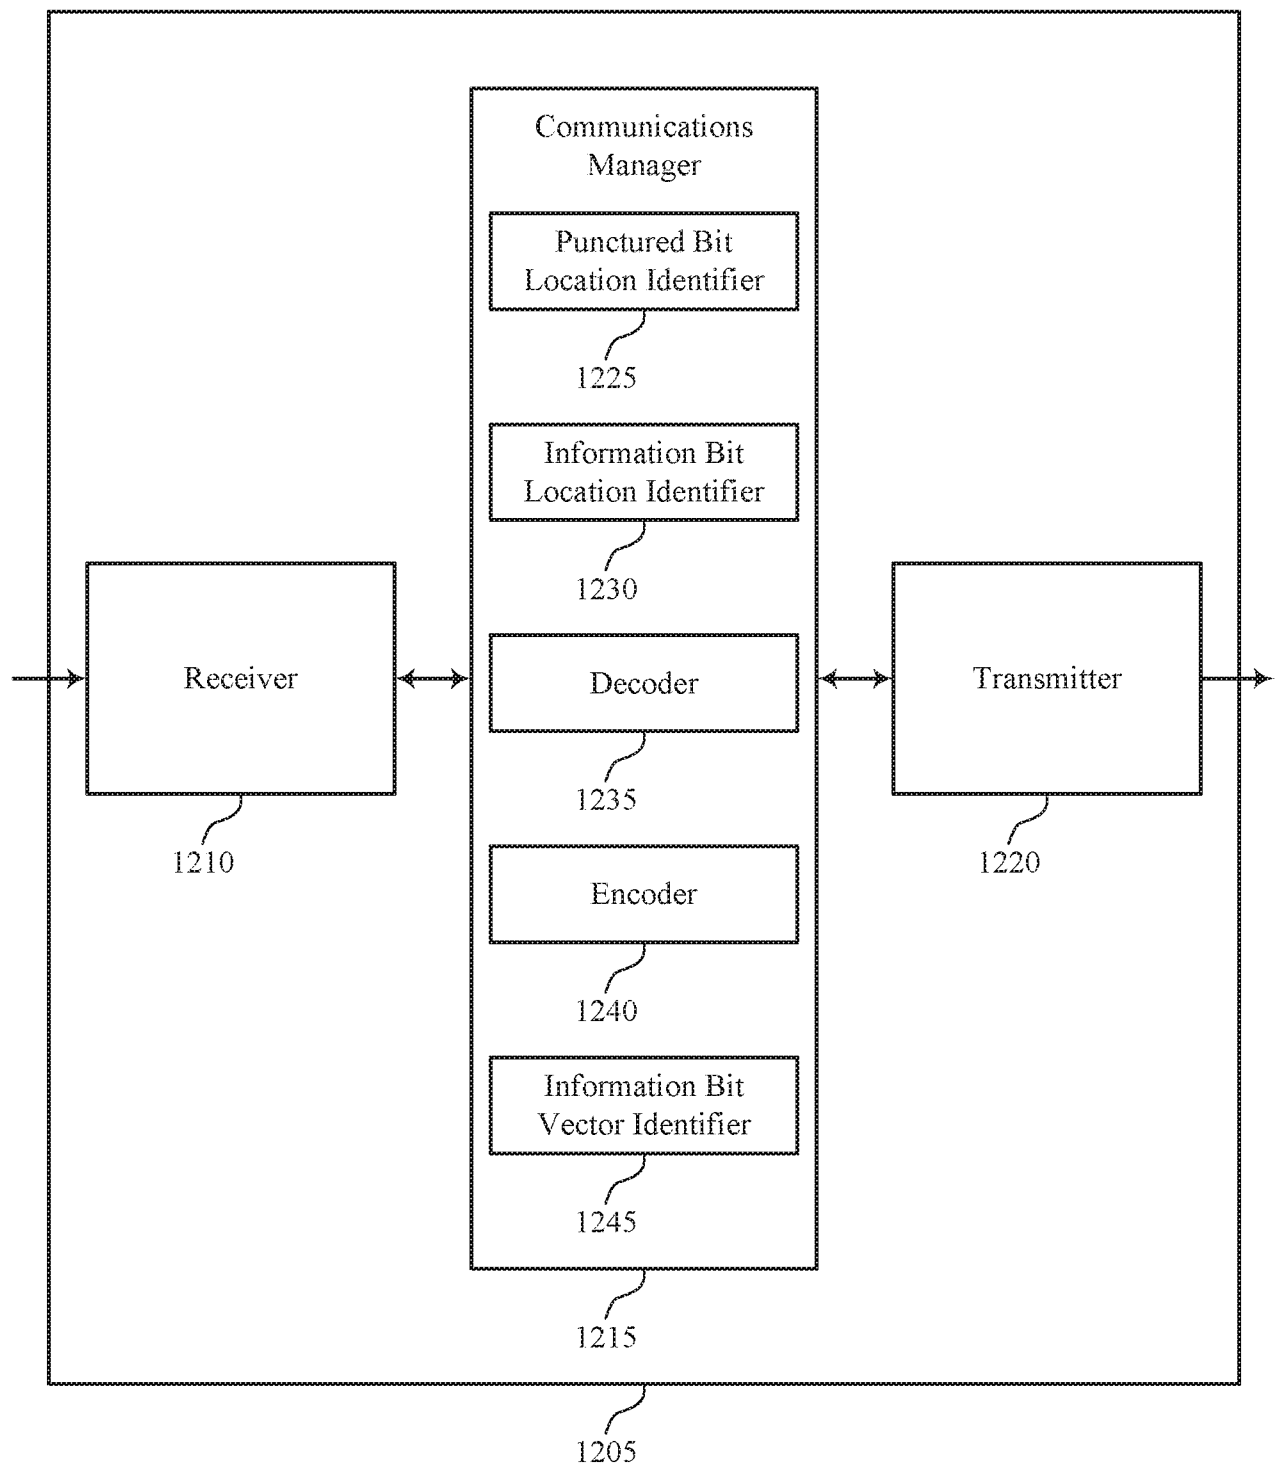 Communications
Manager
Punctured Bit
Location Identifier
1225
Information Bit
Location Identifier
1230
Receiver
1210
Decoder
1235
Transmitter
1220
Encoder
1240
Information Bit
Vector Identifier
1245
1215
1205